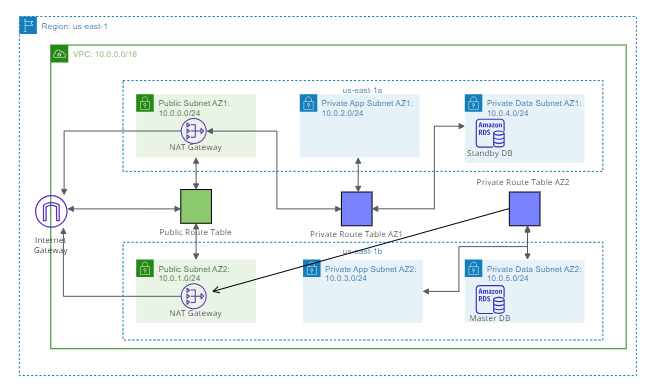 Region: us-east-1
VPC: 10.0.0.0/16
us-east-1a
Public Subnet AZ1:
10.0.0.0/24
NAT Gateway
Private App Subnet AZ1:
10.0.2.0/24
Private Data Subnet AZ1:
10.0.4.0/24
Amazon
RDS
Standby DB
Internet
Gateway
Public Route Table
Private Route Table AZ1
Private Route Table AZ2
us-east-1b
Public Subnet AZ2:
10.0.1.0/24
NAT Gateway
Private App Subnet AZ2:
10.0.3.0/24
Private Data Subnet AZ2:
10.0.5.0/24
Amazon
RDS
Master DB